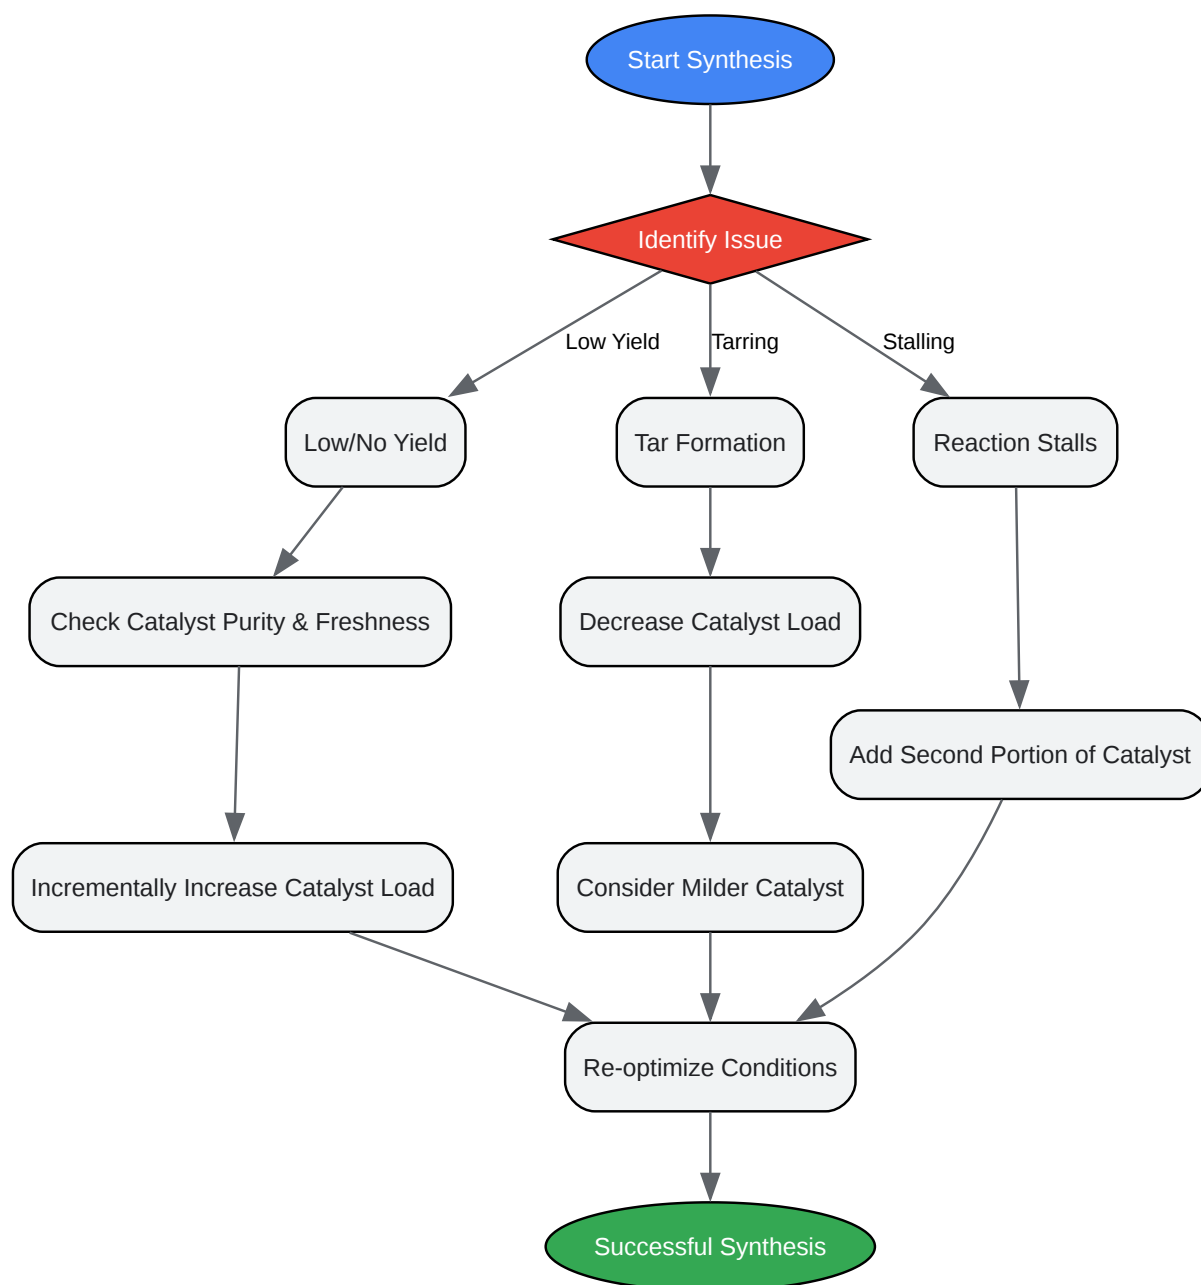 Start Synthesis
Identify Issue
Low Yield
Tarring
Stalling
Low/No Yield
Tar Formation
Reaction Stalls
Check Catalyst Purity & Freshness
Decrease Catalyst Load
Add Second Portion of Catalyst
Incrementally Increase Catalyst Load
Consider Milder Catalyst
Re-optimize Conditions
Successful Synthesis